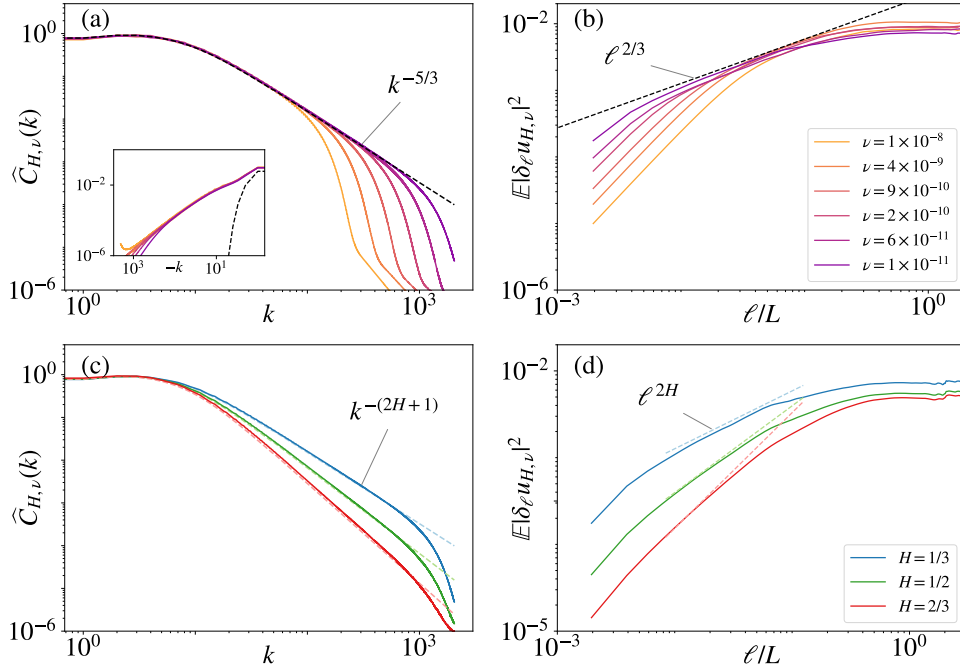 (a)
10^0
10^{-6}
\widehat{C}_{H,ν}(k)
k^{-5/3}
10^{-2}
10^{-6}
10^3
-k
10^1
10^0
10^3
k
(b)
10^{-2}
10^{-6}
𝔼|δ_ℓ u_{H,ν}|^2
ℓ^{2/3}
ν = 1 × 10^{-8}
ν = 4 × 10^{-9}
ν = 9 × 10^{-10}
ν = 2 × 10^{-10}
ν = 6 × 10^{-11}
ν = 1 × 10^{-11}
10^{-3}
10^0
ℓ/L
(c)
10^0
10^{-6}
\widehat{C}_{H,ν}(k)
k^{-(2H+1)}
10^0
10^3
k
(d)
10^{-2}
10^{-5}
𝔼|δ_ℓ u_{H,ν}|^2
ℓ^{2H}
H = 1/3
H = 1/2
H = 2/3
10^{-3}
10^0
ℓ/L